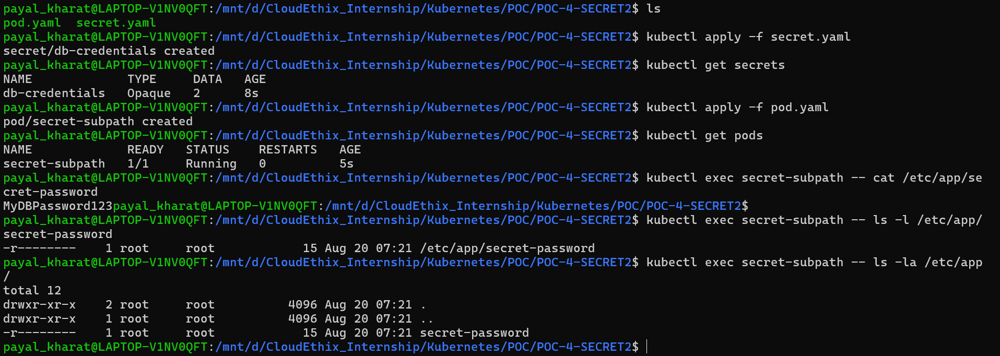 payal_kharat@LAPTOP-V1NV0QFT:/mnt/d/CloudEthix_Internship/Kubernetes/POC/POC-4-SECRET2$ ls
pod.yaml  secret.yaml
payal_kharat@LAPTOP-V1NV0QFT:/mnt/d/CloudEthix_Internship/Kubernetes/POC/POC-4-SECRET2$ kubectl apply -f secret.yaml
secret/db-credentials created
payal_kharat@LAPTOP-V1NV0QFT:/mnt/d/CloudEthix_Internship/Kubernetes/POC/POC-4-SECRET2$ kubectl get secrets
NAME             TYPE     DATA   AGE
db-credentials   Opaque   2      8s
payal_kharat@LAPTOP-V1NV0QFT:/mnt/d/CloudEthix_Internship/Kubernetes/POC/POC-4-SECRET2$ kubectl apply -f pod.yaml
pod/secret-subpath created
payal_kharat@LAPTOP-V1NV0QFT:/mnt/d/CloudEthix_Internship/Kubernetes/POC/POC-4-SECRET2$ kubectl get pods
NAME             READY   STATUS    RESTARTS   AGE
secret-subpath   1/1     Running   0          5s
payal_kharat@LAPTOP-V1NV0QFT:/mnt/d/CloudEthix_Internship/Kubernetes/POC/POC-4-SECRET2$ kubectl exec secret-subpath -- cat /etc/app/se
cret-password
MyDBPassword123payal_kharat@LAPTOP-V1NV0QFT:/mnt/d/CloudEthix_Internship/Kubernetes/POC/POC-4-SECRET2$
payal_kharat@LAPTOP-V1NV0QFT:/mnt/d/CloudEthix_Internship/Kubernetes/POC/POC-4-SECRET2$ kubectl exec secret-subpath -- ls -l /etc/app/
secret-password
-r--------    1 root     root            15 Aug 20 07:21 /etc/app/secret-password
payal_kharat@LAPTOP-V1NV0QFT:/mnt/d/CloudEthix_Internship/Kubernetes/POC/POC-4-SECRET2$ kubectl exec secret-subpath -- ls -la /etc/app
/
total 12
drwxr-xr-x    2 root     root          4096 Aug 20 07:21 .
drwxr-xr-x    1 root     root          4096 Aug 20 07:21 ..
-r--------    1 root     root            15 Aug 20 07:21 secret-password
payal_kharat@LAPTOP-V1NV0QFT:/mnt/d/CloudEthix_Internship/Kubernetes/POC/POC-4-SECRET2$